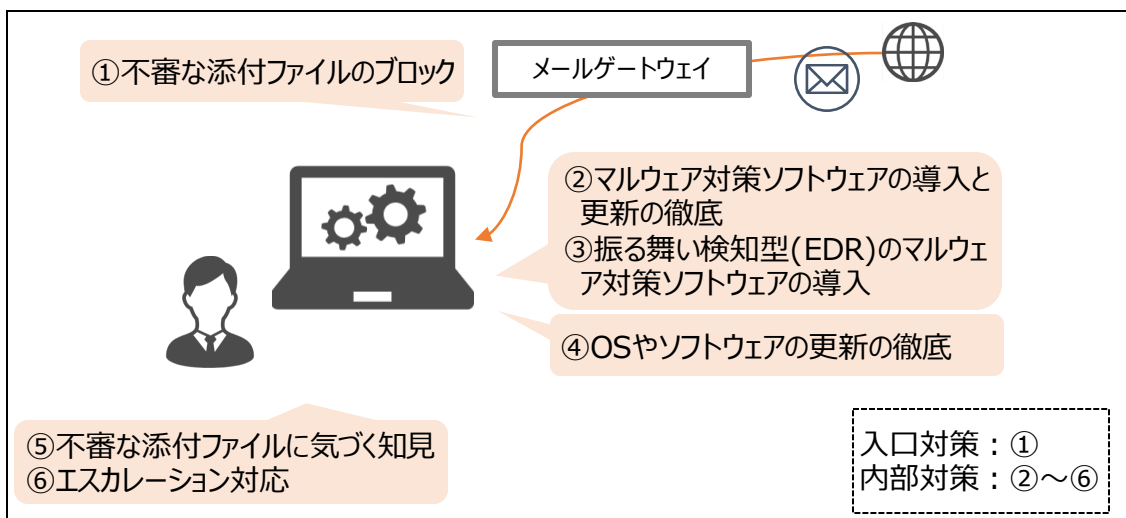 ①不審な添付ファイルのブロック
メールゲートウェイ
②マルウェア対策ソフトウェアの導入と
更新の徹底
③振る舞い検知型(EDR)のマルウェ
ア対策ソフトウェアの導入
④OSやソフトウェアの更新の徹底
⑤不審な添付ファイルに気づく知見
⑥エスカレーション対応
入口対策：①
内部対策：②～⑥